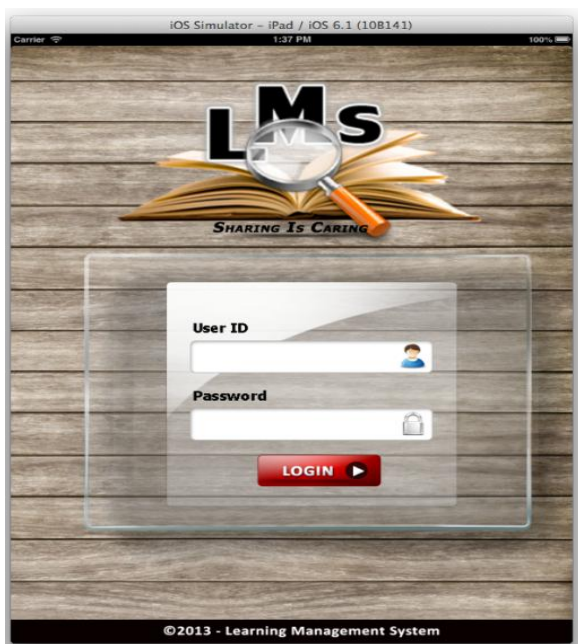 iOS Simulator – iPad / iOS 6.1 (10B141)
Carrier 1:37 PM 100%
L.MS
SHARING IS CARING
User ID
Password
LOGIN
©2013 - Learning Management System